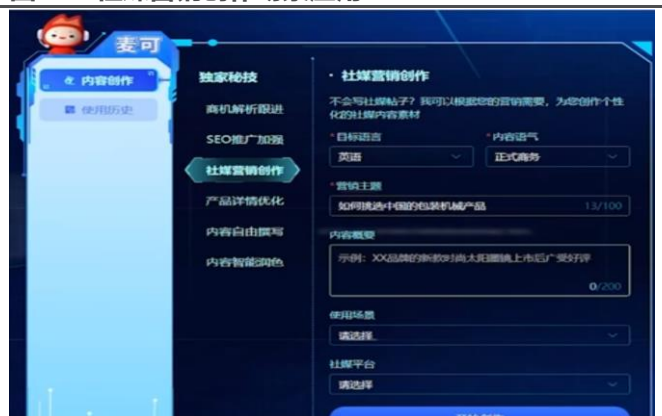 麦可
内容创作
使用历史
独家秘技
商机解析跟进
SEO推广加强
社媒营销创作
产品详情优化
内容自由撰写
内容智能润色
· 社媒营销创作
不会写社媒帖子？我可以根据您的营销需要，为您创作个性
化的社媒内容素材
*目标语言
*内容语气
英语
正式商务
*营销主题
如何挑选中国的包装机械产品
13/100
内容概要
示例：XX品牌的新款时尚太阳眼镜上市后广受好评
0/200
使用场景
请选择
社媒平台
请选择